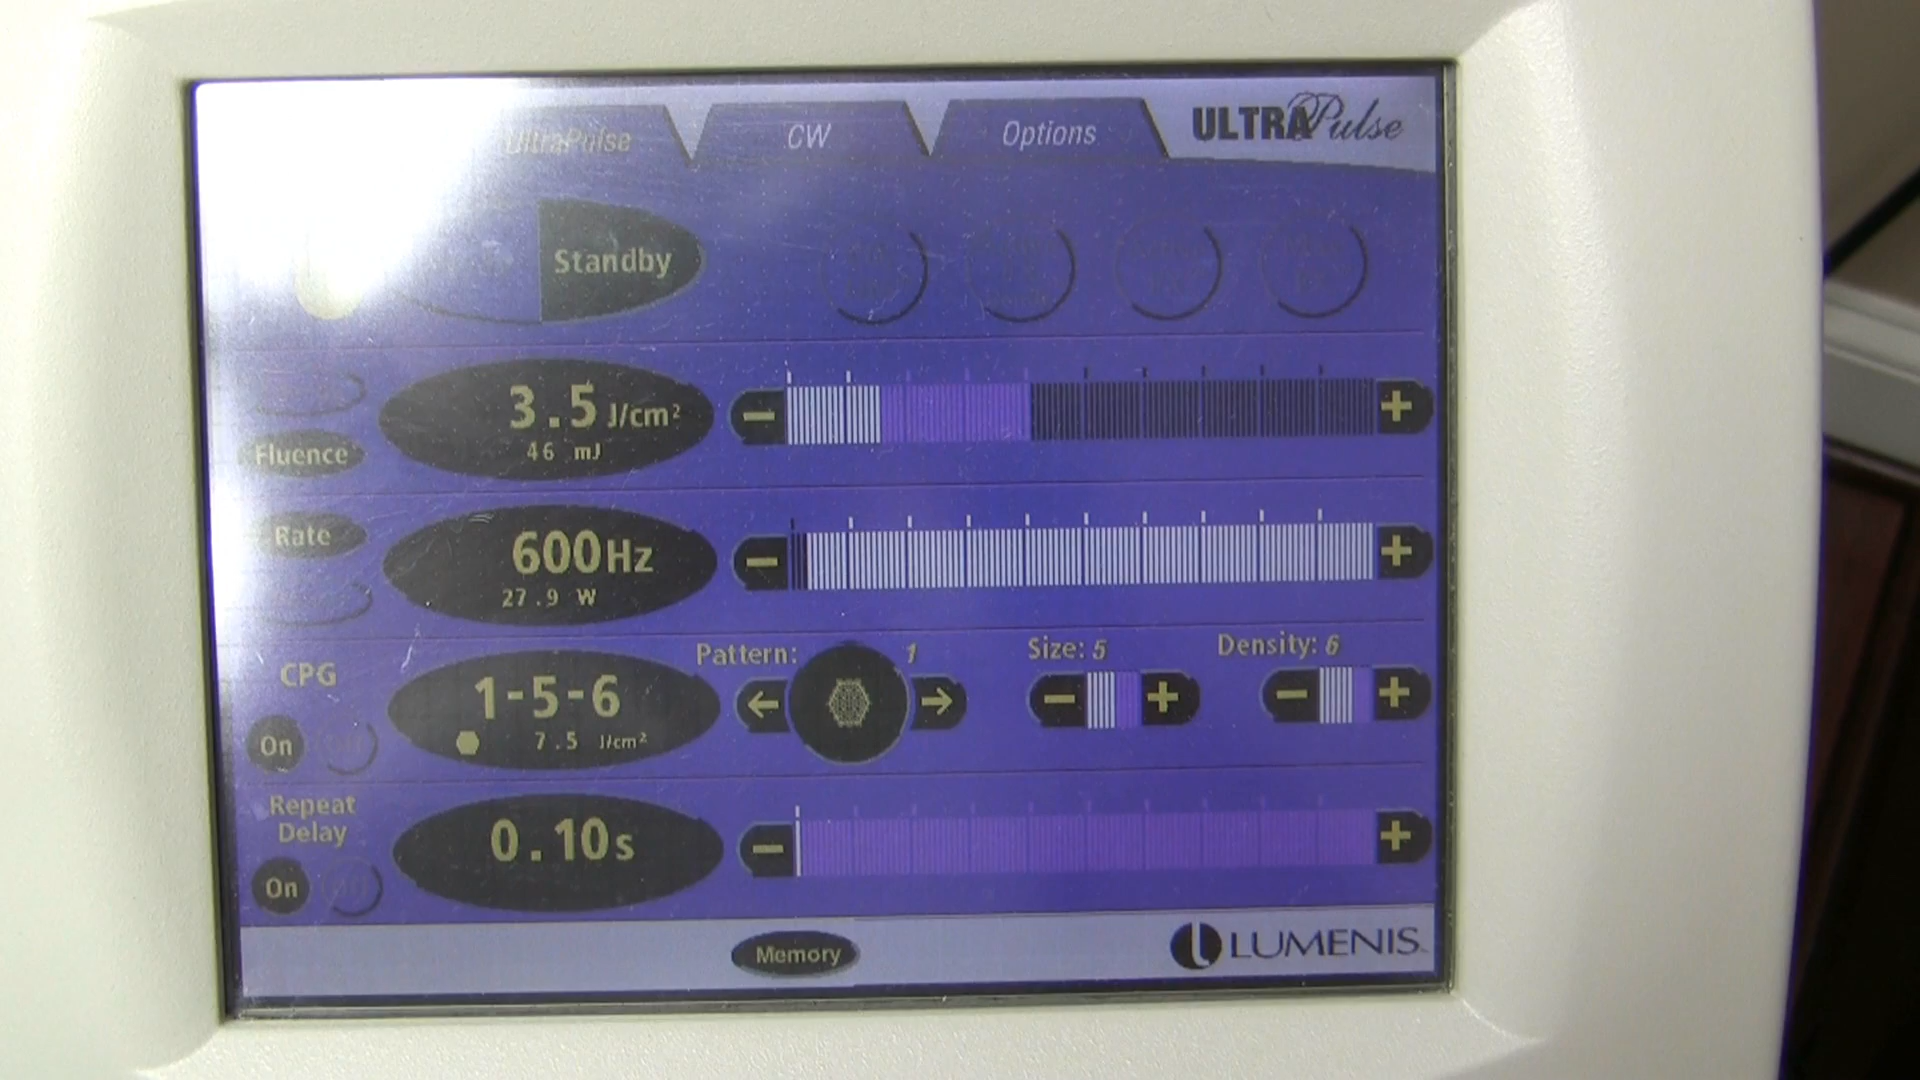 UltraPulse CW Options ULTRAPulse
Standby
3.5 J/cm²
46 mJ
Fluence
Rate
600Hz
27.9 W
CPG
1-5-6
7.5 J/cm²
On
Pattern: 1 Size: 5 Density: 6
Repeat
Delay
0.10s
On
Memory
LUMENIS